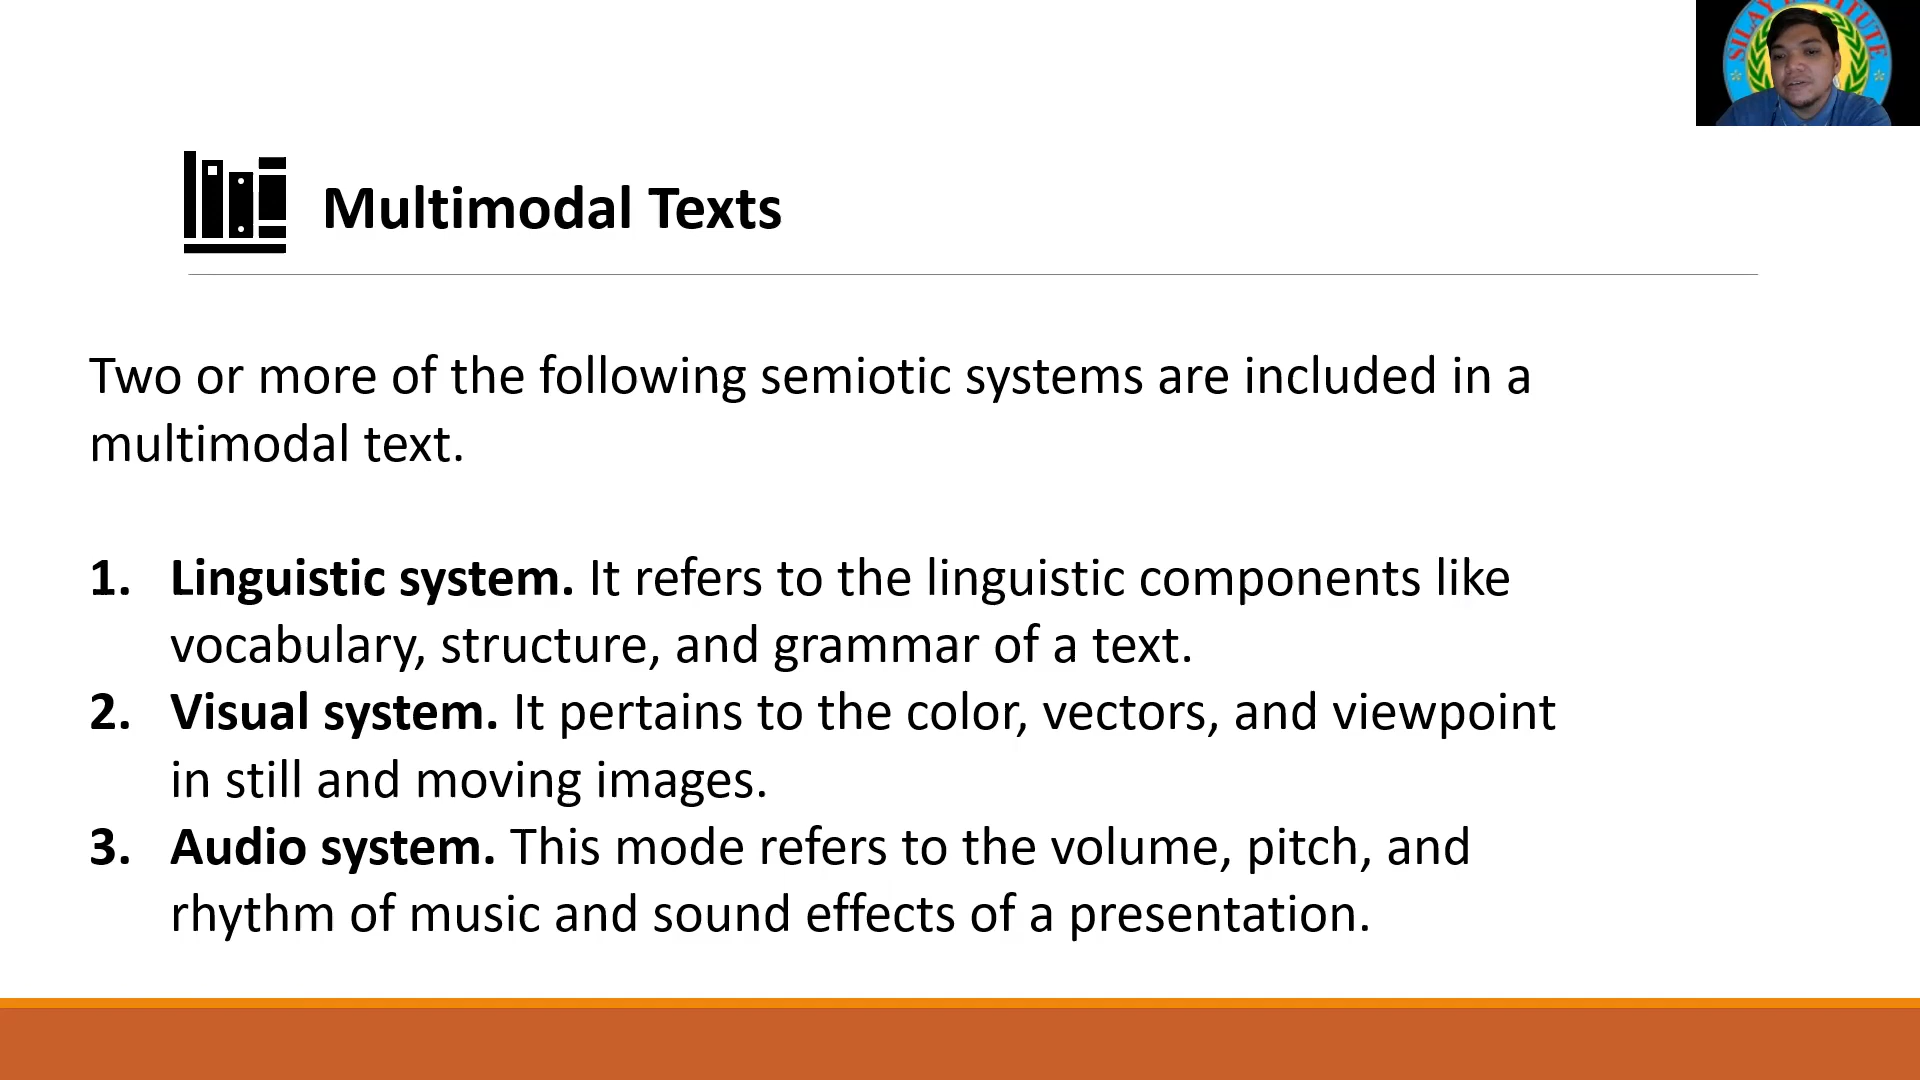 SILAY INSTITUTE
Multimodal Texts
Two or more of the following semiotic systems are included in a
multimodal text.
1. Linguistic system. It refers to the linguistic components like
vocabulary, structure, and grammar of a text.
2. Visual system. It pertains to the color, vectors, and viewpoint
in still and moving images.
3. Audio system. This mode refers to the volume, pitch, and
rhythm of music and sound effects of a presentation.